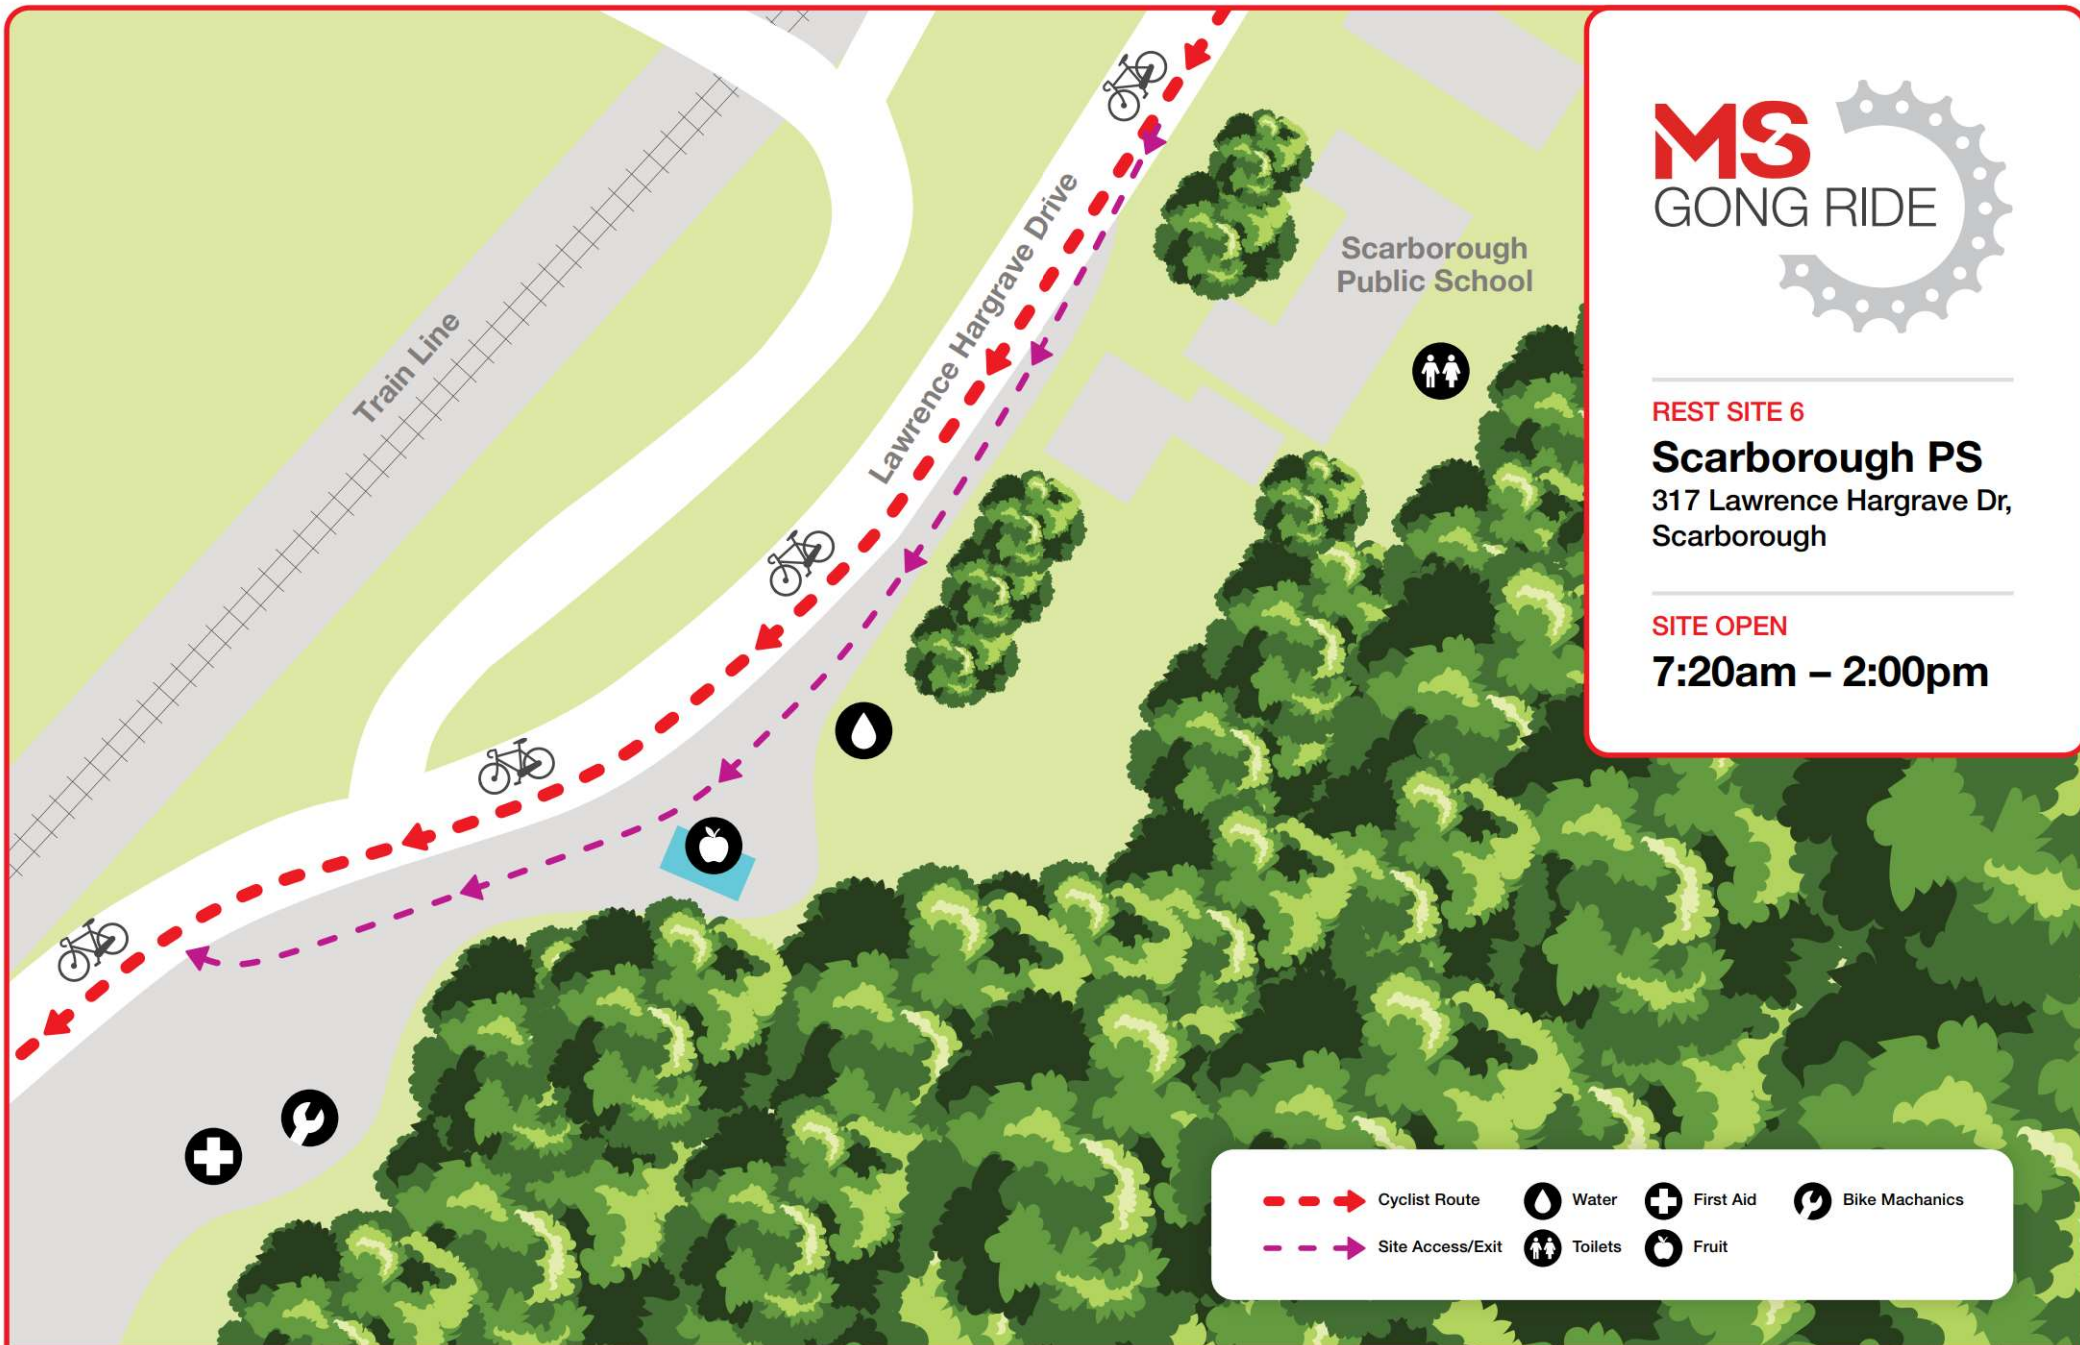 Train Line
Lawrence Hargrave Drive
Scarborough
Public School
MS
GONG RIDE
REST SITE 6
Scarborough PS
317 Lawrence Hargrave Dr,
Scarborough
SITE OPEN
7:20am – 2:00pm
Cyclist Route
Water
First Aid
Bike Machanics
Site Access/Exit
Toilets
Fruit